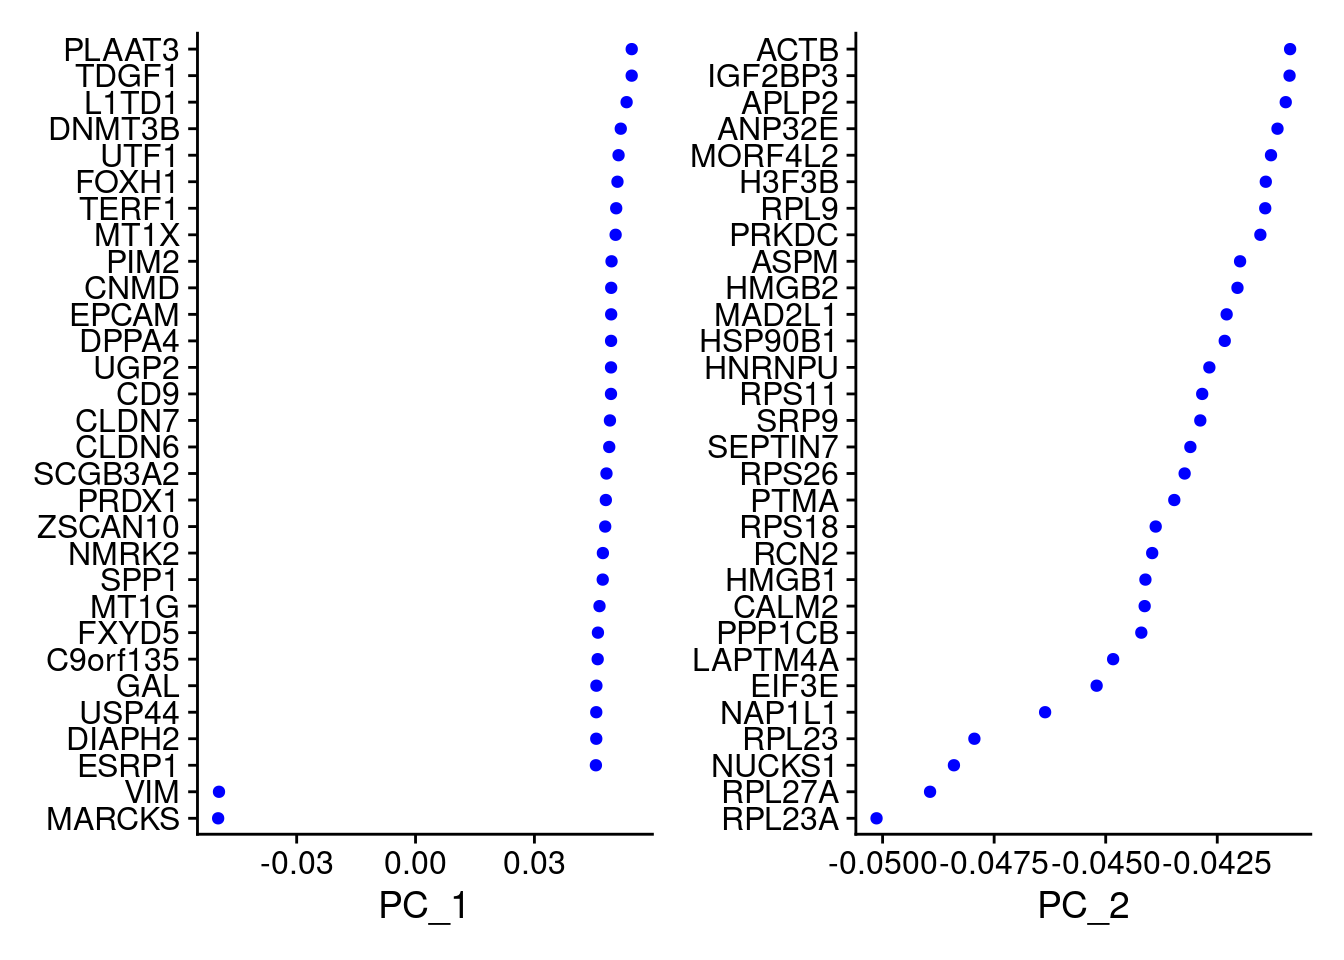 PLAAT3
TDGF1
L1TD1
DNMT3B
UTF1
FOXH1
TERF1
MT1X
PIM2
CNMD
EPCAM
DPPA4
UGP2
CD9
CLDN7
CLDN6
SCGB3A2
PRDX1
ZSCAN10
NMRK2
SPP1
MT1G
FXYD5
C9orf135
GAL
USP44
DIAPH2
ESRP1
VIM
MARCKS
-0.03 0.00 0.03
PC_1
ACTB
IGF2BP3
APLP2
ANP32E
MORF4L2
H3F3B
RPL9
PRKDC
ASPM
HMGB2
MAD2L1
HSP90B1
HNRNPU
RPS11
SRP9
SEPTIN7
RPS26
PTMA
RPS18
RCN2
HMGB1
CALM2
PPP1CB
LAPTM4A
EIF3E
NAP1L1
RPL23
NUCKS1
RPL27A
RPL23A
-0.0500 -0.0475 -0.0450 -0.0425
PC_2